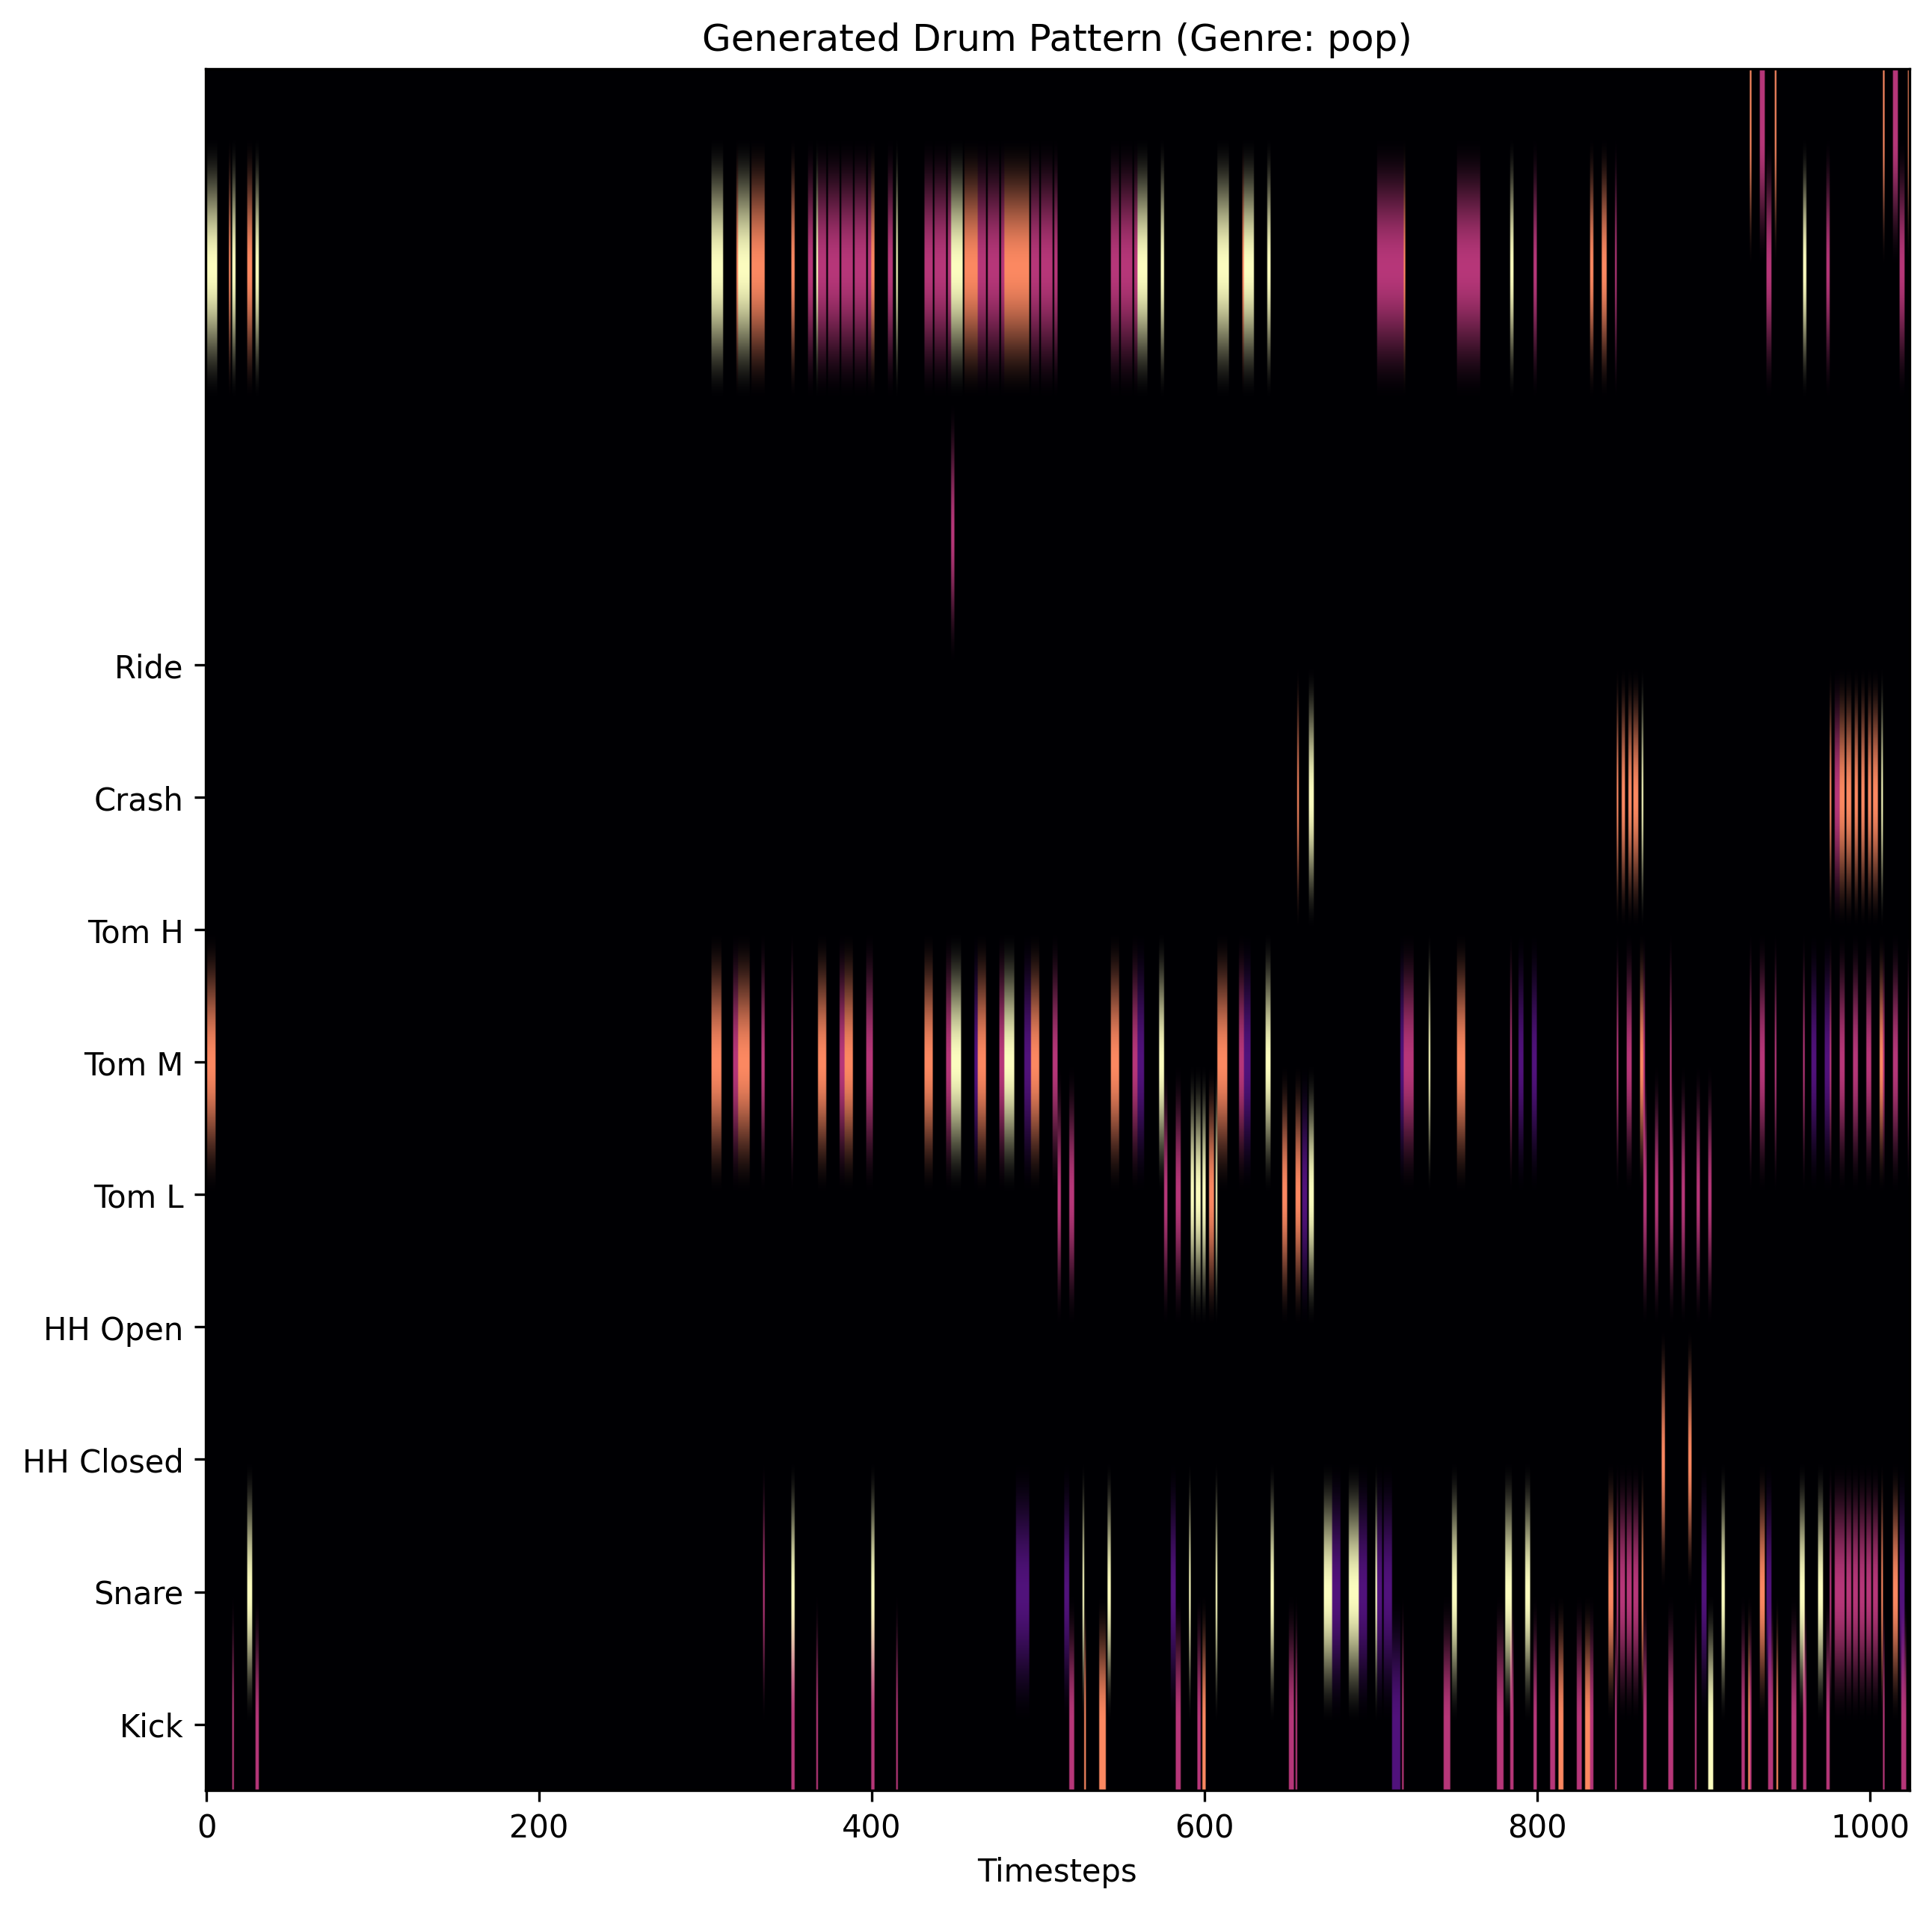 Generated Drum Pattern (Genre: pop)
Ride
Crash
Tom H
Tom M
Tom L
HH Open
HH Closed
Snare
Kick
0 200 400 600 800 1000
Timesteps